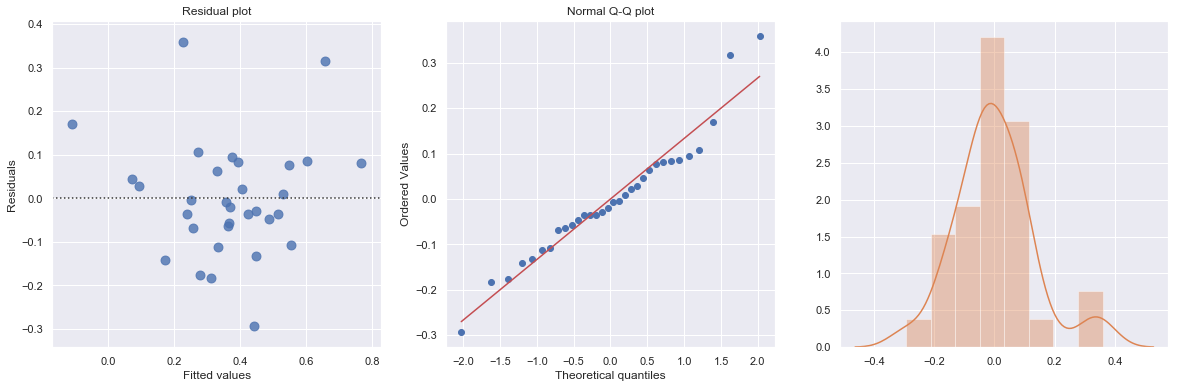 Residual plot
Residuals
0.4
0.3
0.2
0.1
0.0
−0.1
−0.2
−0.3
0.0 0.2 0.4 0.6 0.8
Fitted values
Normal Q-Q plot
Ordered Values
0.3
0.2
0.1
0.0
−0.1
−0.2
−0.3
−2.0 −1.5 −1.0 −0.5 0.0 0.5 1.0 1.5 2.0
Theoretical quantiles
4.0
3.5
3.0
2.5
2.0
1.5
1.0
0.5
0.0
−0.4 −0.2 0.0 0.2 0.4